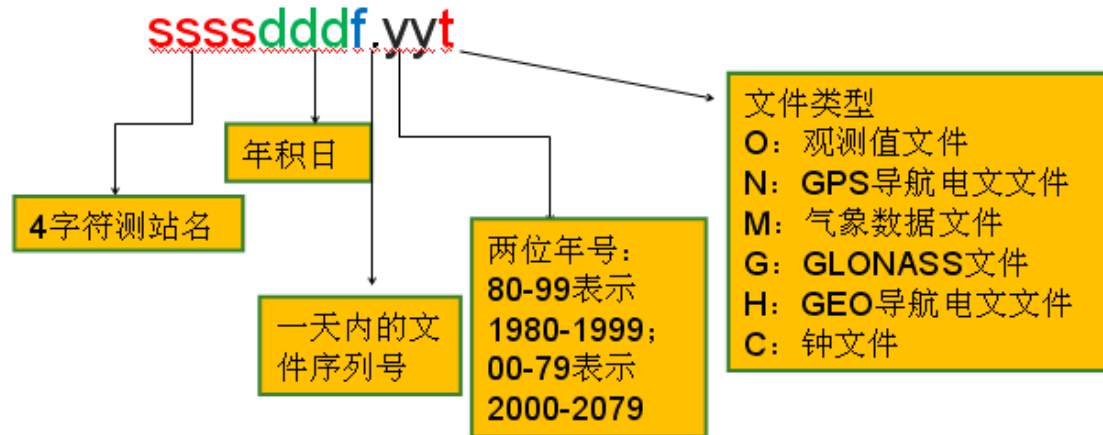 ssssdddf.yyt
4字符测站名
年积日
一天内的文
件序列号
两位年号：
80-99表示
1980-1999；
00-79表示
2000-2079
文件类型
O：观测值文件
N：GPS导航电文文件
M：气象数据文件
G：GLONASS文件
H：GEO导航电文文件
C：钟文件